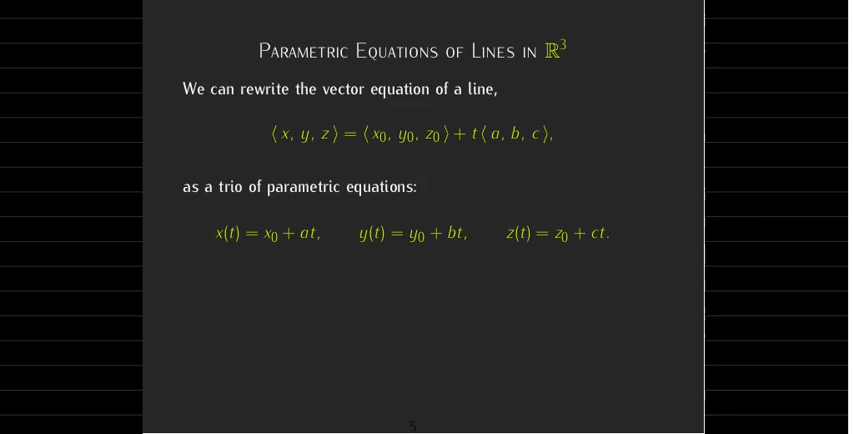 Parametric Equations of Lines in ℝ³
We can rewrite the vector equation of a line,
⟨ x, y, z ⟩ = ⟨ x₀, y₀, z₀ ⟩ + t ⟨ a, b, c ⟩,
as a trio of parametric equations:
x(t) = x₀ + at, y(t) = y₀ + bt, z(t) = z₀ + ct.
5